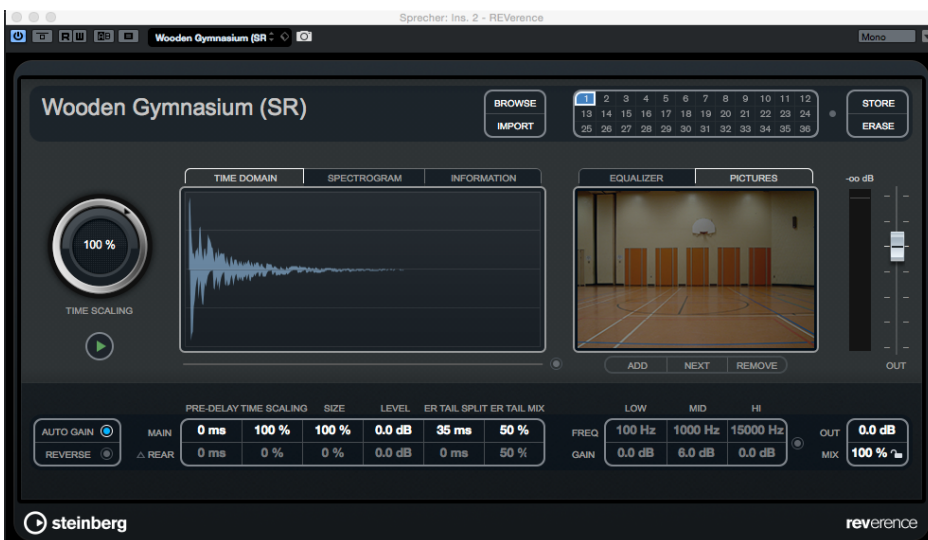 Sprecher: Ins. 2 - REVerence
R W Wooden Gymnasium (SR Mono
Wooden Gymnasium (SR)
BROWSE
IMPORT
1 2 3 4 5 6 7 8 9 10 11 12
13 14 15 16 17 18 19 20 21 22 23 24
25 26 27 28 29 30 31 32 33 34 35 36
STORE
ERASE
TIME DOMAIN SPECTROGRAM INFORMATION
EQUALIZER PICTURES
-oo dB
100 %
TIME SCALING
ADD NEXT REMOVE
OUT
PRE-DELAY TIME SCALING SIZE LEVEL ER TAIL SPLIT ER TAIL MIX
AUTO GAIN MAIN 0 ms 100 % 100 % 0.0 dB 35 ms 50 %
REVERSE △ REAR 0 ms 0 % 0 % 0.0 dB 0 ms 50 %
LOW MID HI
FREQ 100 Hz 1000 Hz 15000 Hz
GAIN 0.0 dB 6.0 dB 0.0 dB
OUT 0.0 dB
MIX 100 %
steinberg
reverence